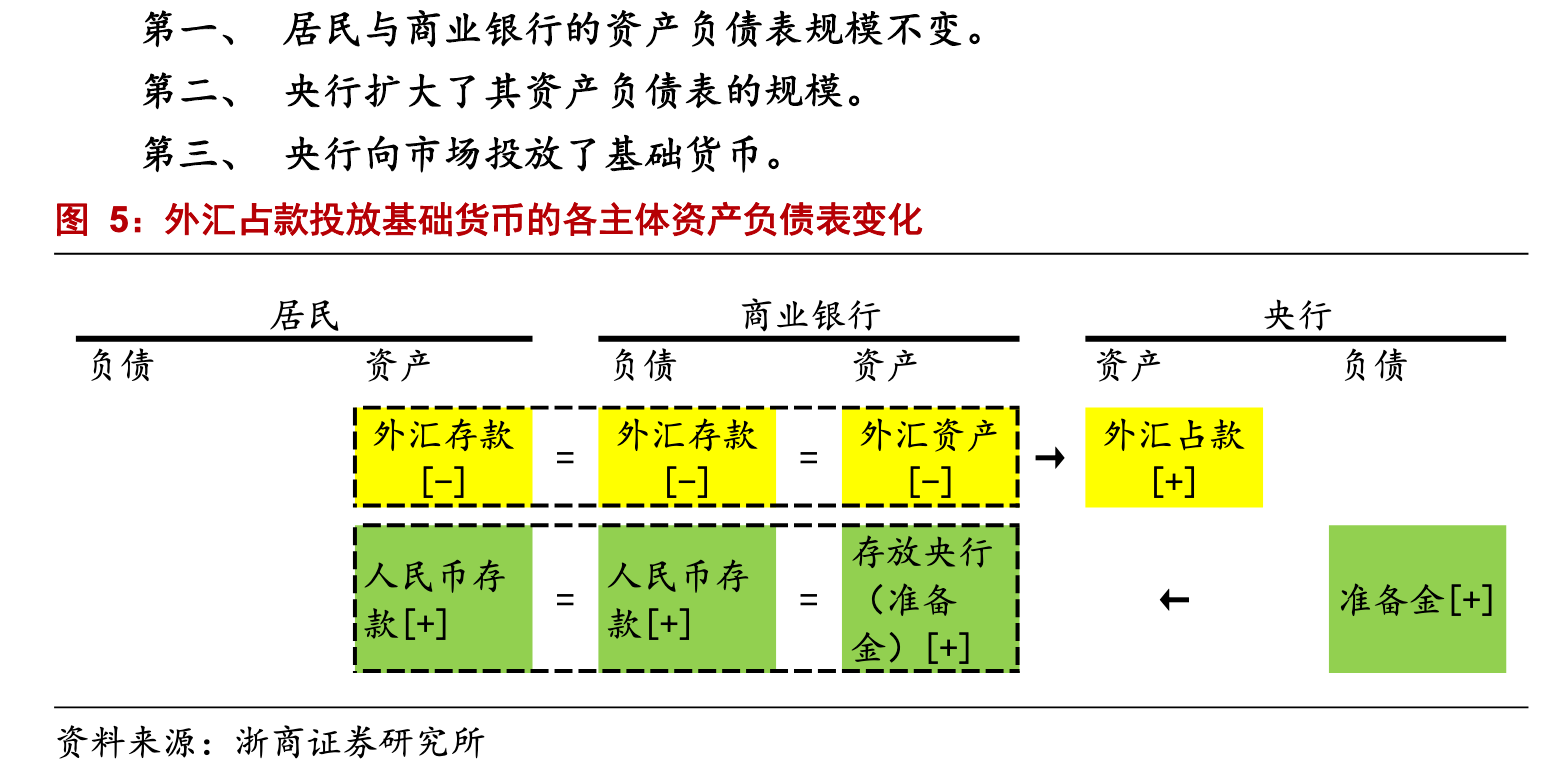 第一、 居民与商业银行的资产负债表规模不变。
第二、 央行扩大了其资产负债表的规模。
第三、 央行向市场投放了基础货币。
图 5：外汇占款投放基础货币的各主体资产负债表变化
居民 商业银行 央行
负债 资产 负债 资产 资产 负债
外汇存款 外汇存款 外汇资产 外汇占款
[-] = [-] = [-] → [+]
人民币存 人民币存 存放央行
款[+] = 款[+] = （准备 ← 准备金[+]
金）[+]
资料来源：浙商证券研究所